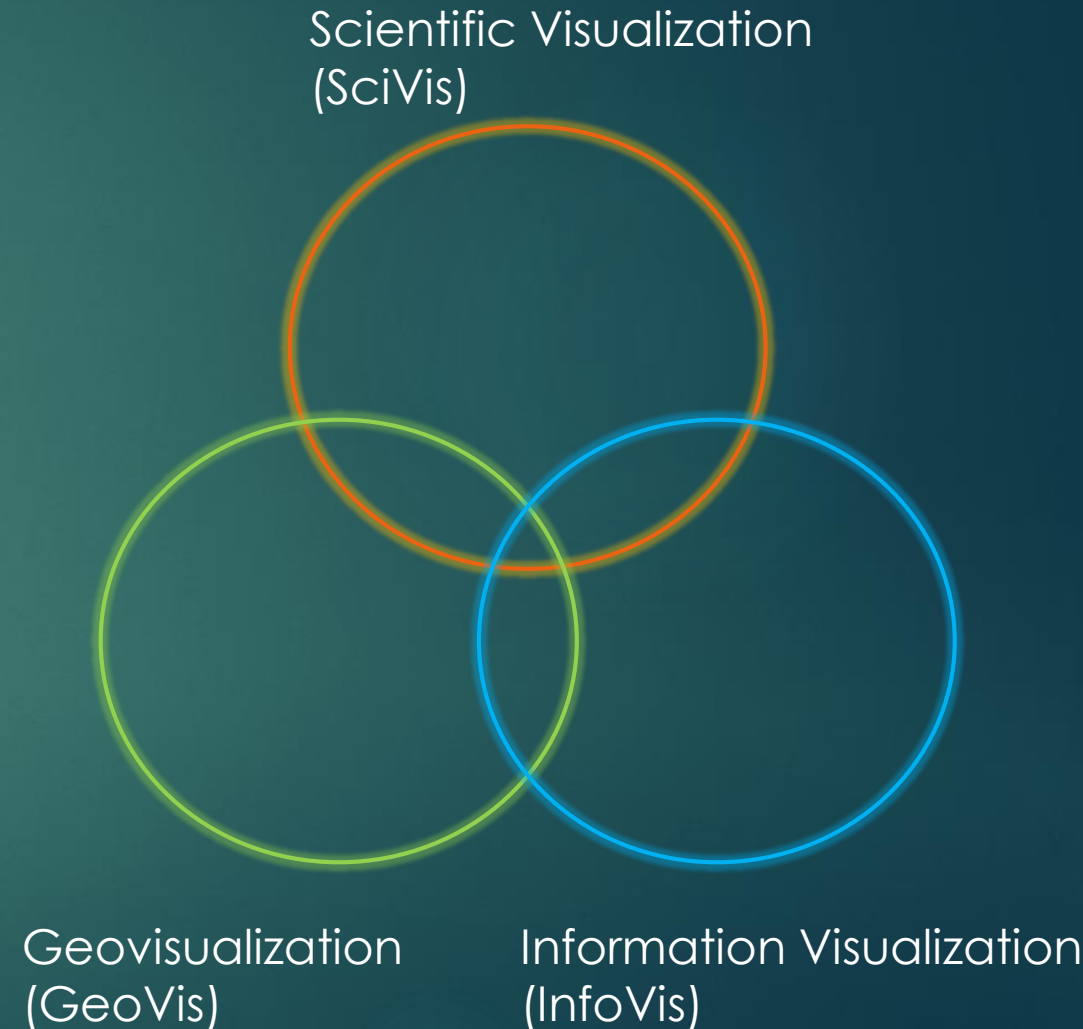 Scientific Visualization
(SciVis)
Geovisualization
(GeoVis)
Information Visualization
(InfoVis)